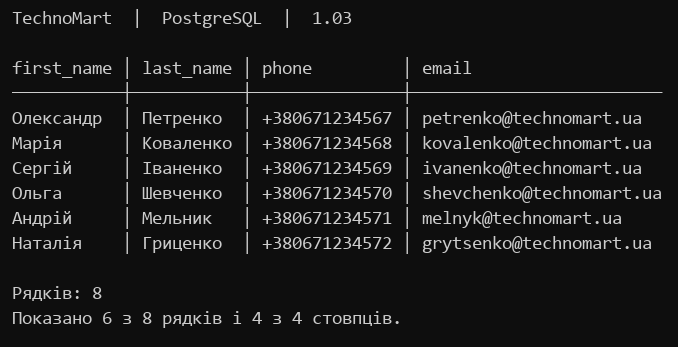 TechnoMart | PostgreSQL | 1.03
first_name | last_name | phone | email
Олександр | Петренко | +380671234567 | petrenko@technomart.ua
Марія | Коваленко | +380671234568 | kovalenko@technomart.ua
Сергій | Іваненко | +380671234569 | ivanenko@technomart.ua
Ольга | Шевченко | +380671234570 | shevchenko@technomart.ua
Андрій | Мельник | +380671234571 | melnyk@technomart.ua
Наталія | Гриценко | +380671234572 | grytsenko@technomart.ua
Рядків: 8
Показано 6 з 8 рядків і 4 з 4 стовпців.